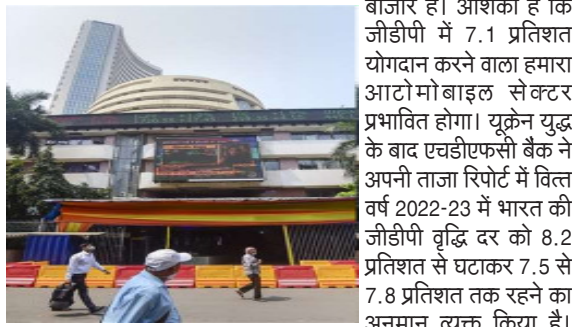 बाजार है। आशंका है कि
जीडीपी में 7.1 प्रतिशत
योगदान करने वाला हमारा
आटोमोबाइल सेक्टर
प्रभावित होगा। यूक्रेन युद्ध
के बाद एचडीएफसी बैंक ने
अपनी ताजा रिपोर्ट में वित्त
वर्ष 2022-23 में भारत की
जीडीपी वृद्धि दर को 8.2
प्रतिशत से घटाकर 7.5 से
7.8 प्रतिशत तक रहने का
अनुमान व्यक्त किया है।